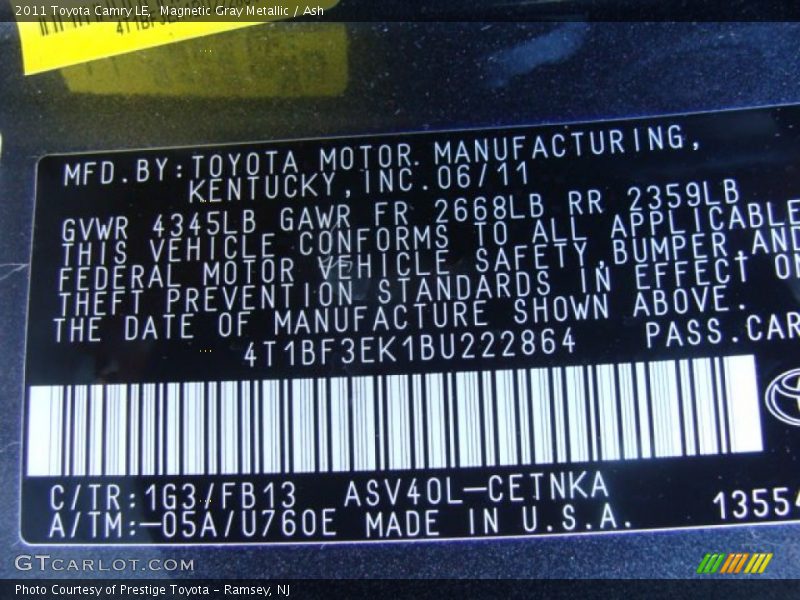 2011 Toyota Camry LE, Magnetic Gray Metallic / Ash
MFD.BY:TOYOTA MOTOR MANUFACTURING,
KENTUCKY,INC.06/11
GVWR 4345LB GAWR FR 2668LB RR 2359LB
THIS VEHICLE CONFORMS TO ALL APPLICABLE
FEDERAL MOTOR VEHICLE SAFETY,BUMPER,AND
THEFT PREVENTION STANDARDS IN EFFECT ON
THE DATE OF MANUFACTURE SHOWN ABOVE.
4T1BF3EK1BU222864 PASS.CAR
C/TR:1G3/FB13 ASV40L-CETNKA
A/TM:-05A/U760E MADE IN U.S.A. 1355
GTCARLOT.COM
Photo Courtesy of Prestige Toyota - Ramsey, NJ